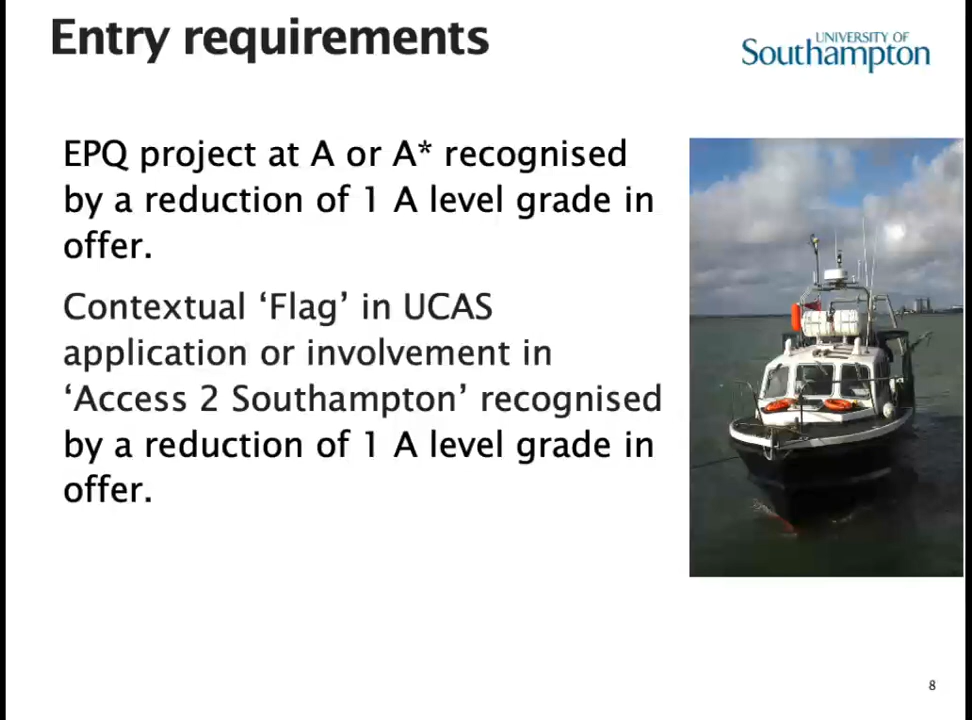 Entry requirements
UNIVERSITY OF
Southampton
EPQ project at A or A* recognised
by a reduction of 1 A level grade in
offer.
Contextual ‘Flag’ in UCAS
application or involvement in
‘Access 2 Southampton’ recognised
by a reduction of 1 A level grade in
offer.
8